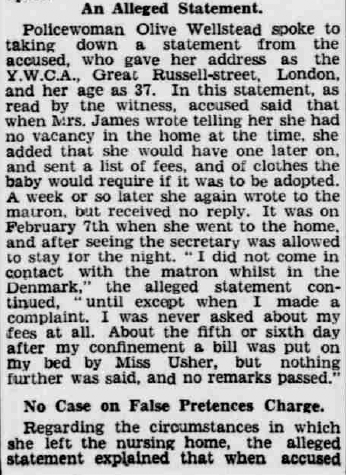 An Alleged Statement.
Policewoman Olive Wellstead spoke to
taking down a statement from the
accused, who gave her address as the
Y.W.C.A., Great Russell-street, London,
and her age as 37. In this statement, as
read by tne witness, accused said that
when Mrs. James wrote telling her she had
no vacancy in the home at the time, she
added that she would have one later on,
and sent a list of fees, and of clothes the
baby would require if it was to be adopted.
A week or so later she again wrote to the
matron, but received no reply. It was on
February 7th when she went to the home,
and after seeing the secretary was allowed
to stay for the night. "I did not come in
contact with the matron whilst in the
Denmark," the alleged statement con-
tinued, "until except when I made a
complaint. I was never asked about my
fees at all. About the fifth or sixth day
after my confinement a bill was put on
my bed by Miss Usher, but nothing
further was said, and no remarks passed."
No Case on False Pretences Charge.
Regarding the circumstances in which
she left the nursing home, the alleged
statement explained that when accused